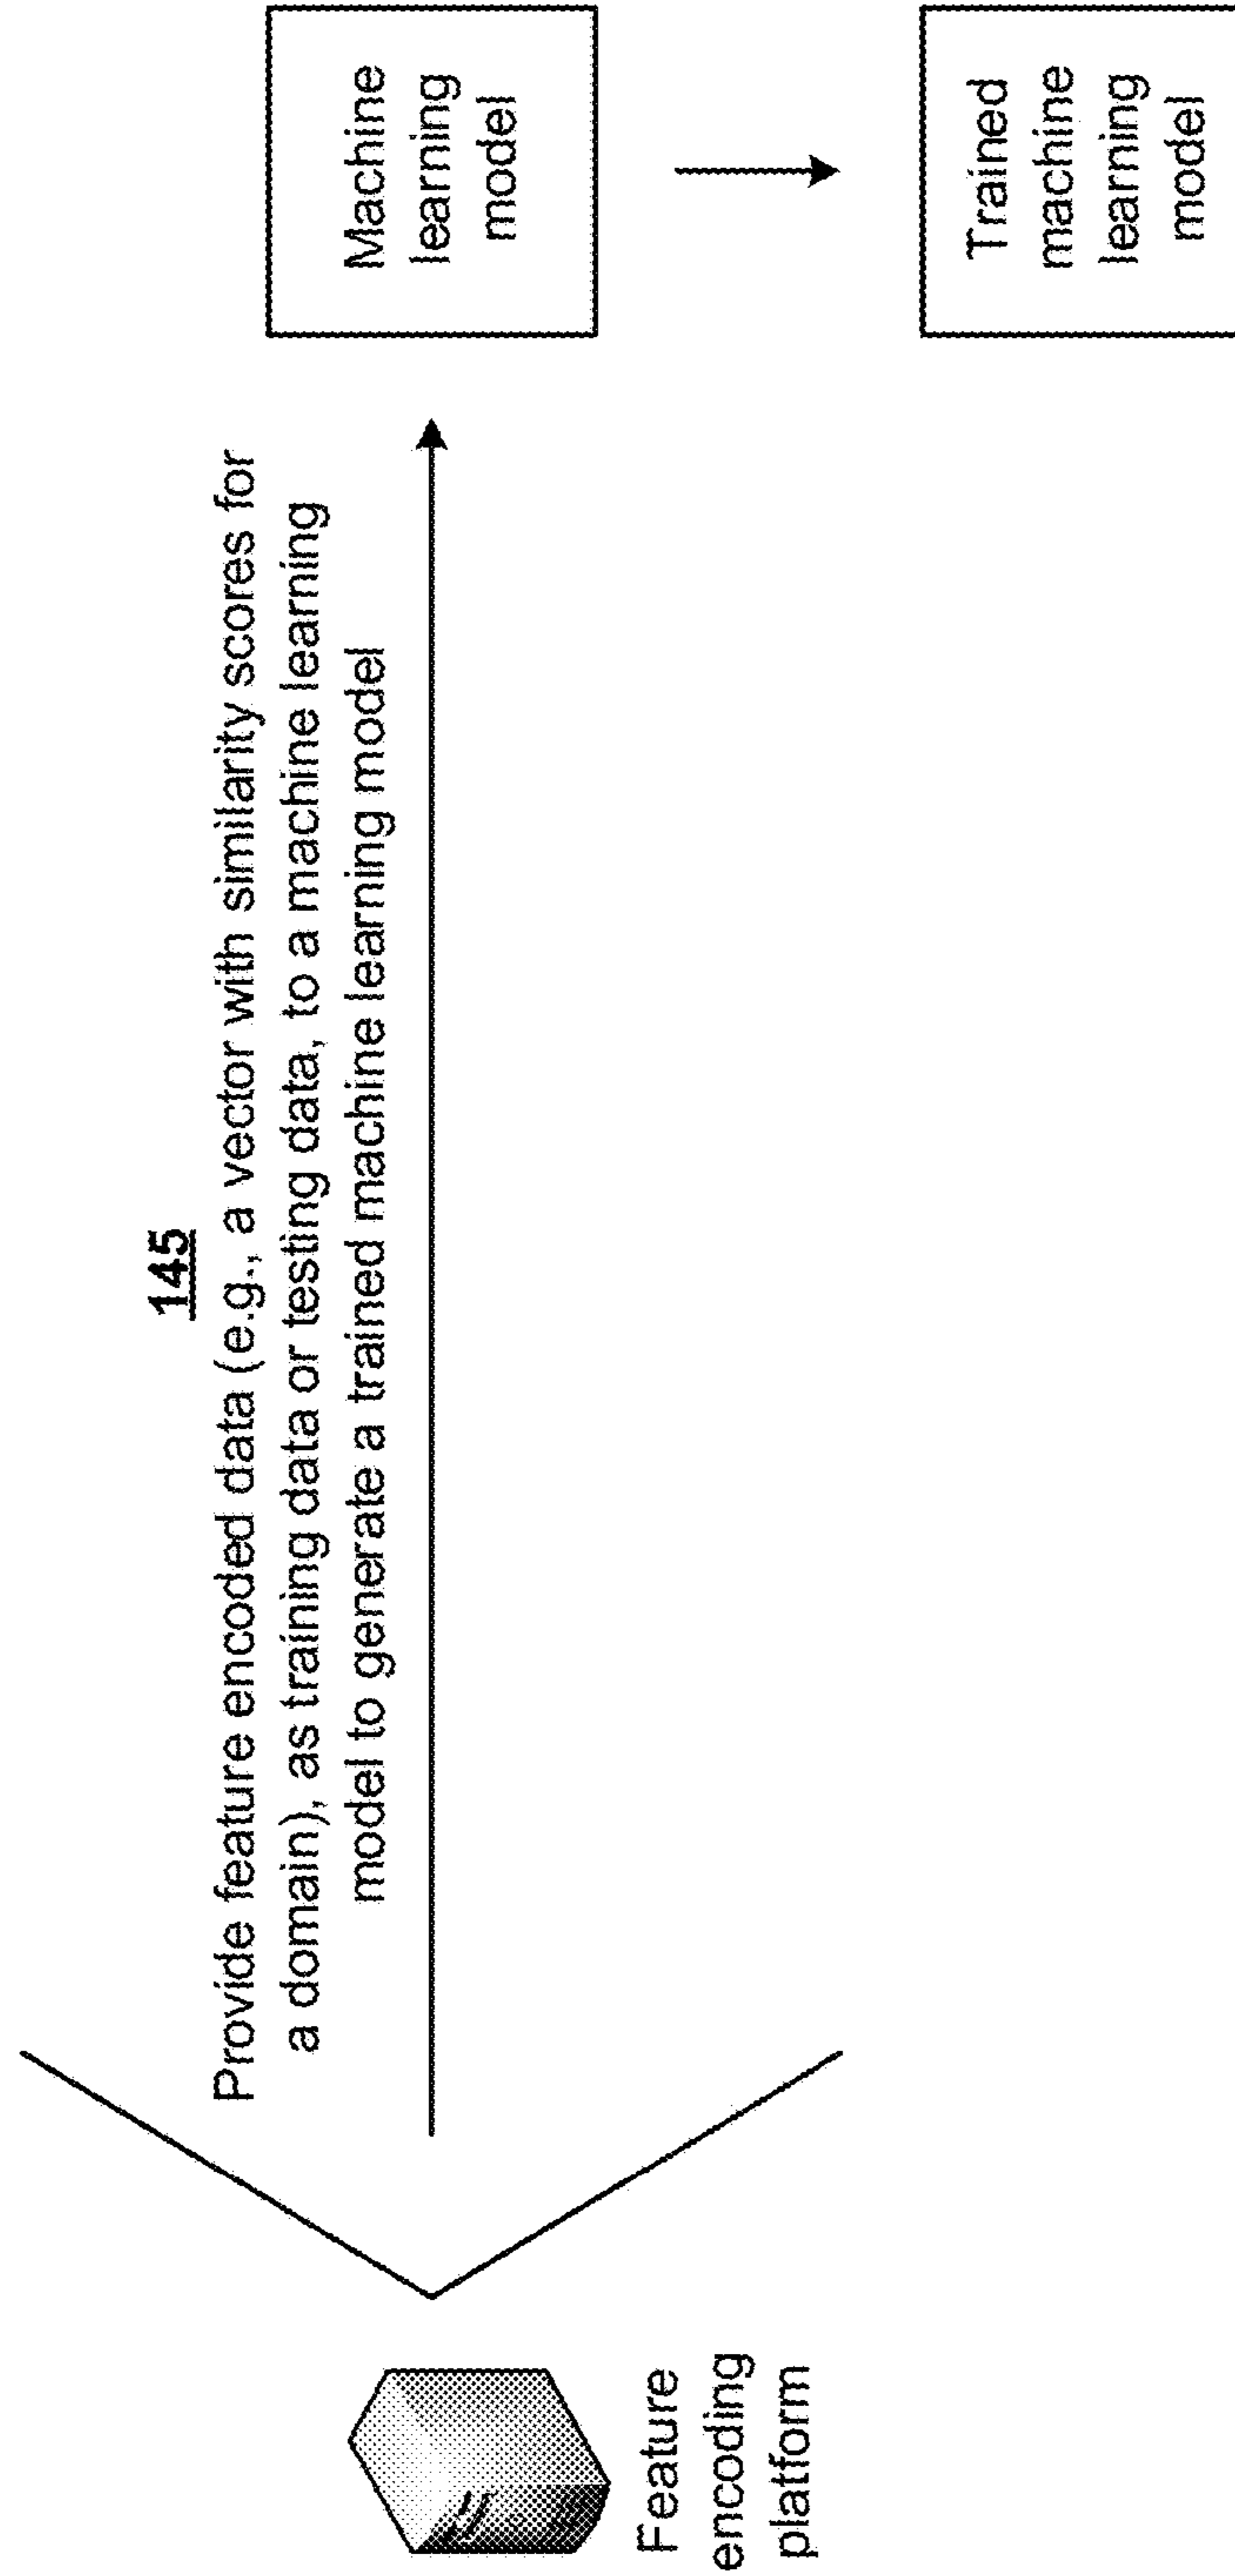 145
Provide feature encoded data (e.g., a vector with similarity scores for
a domain), as training data or testing data, to a machine learning
model to generate a trained machine learning model
Machine
learning
model
Feature
encoding
platform
Trained
machine
learning
model